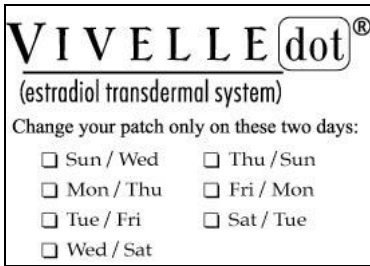 VIVELLE dot®
(estradiol transdermal system)
Change your patch only on these two days:
❏ Sun / Wed ❏ Thu / Sun
❏ Mon / Thu ❏ Fri / Mon
❏ Tue / Fri ❏ Sat / Tue
❏ Wed / Sat